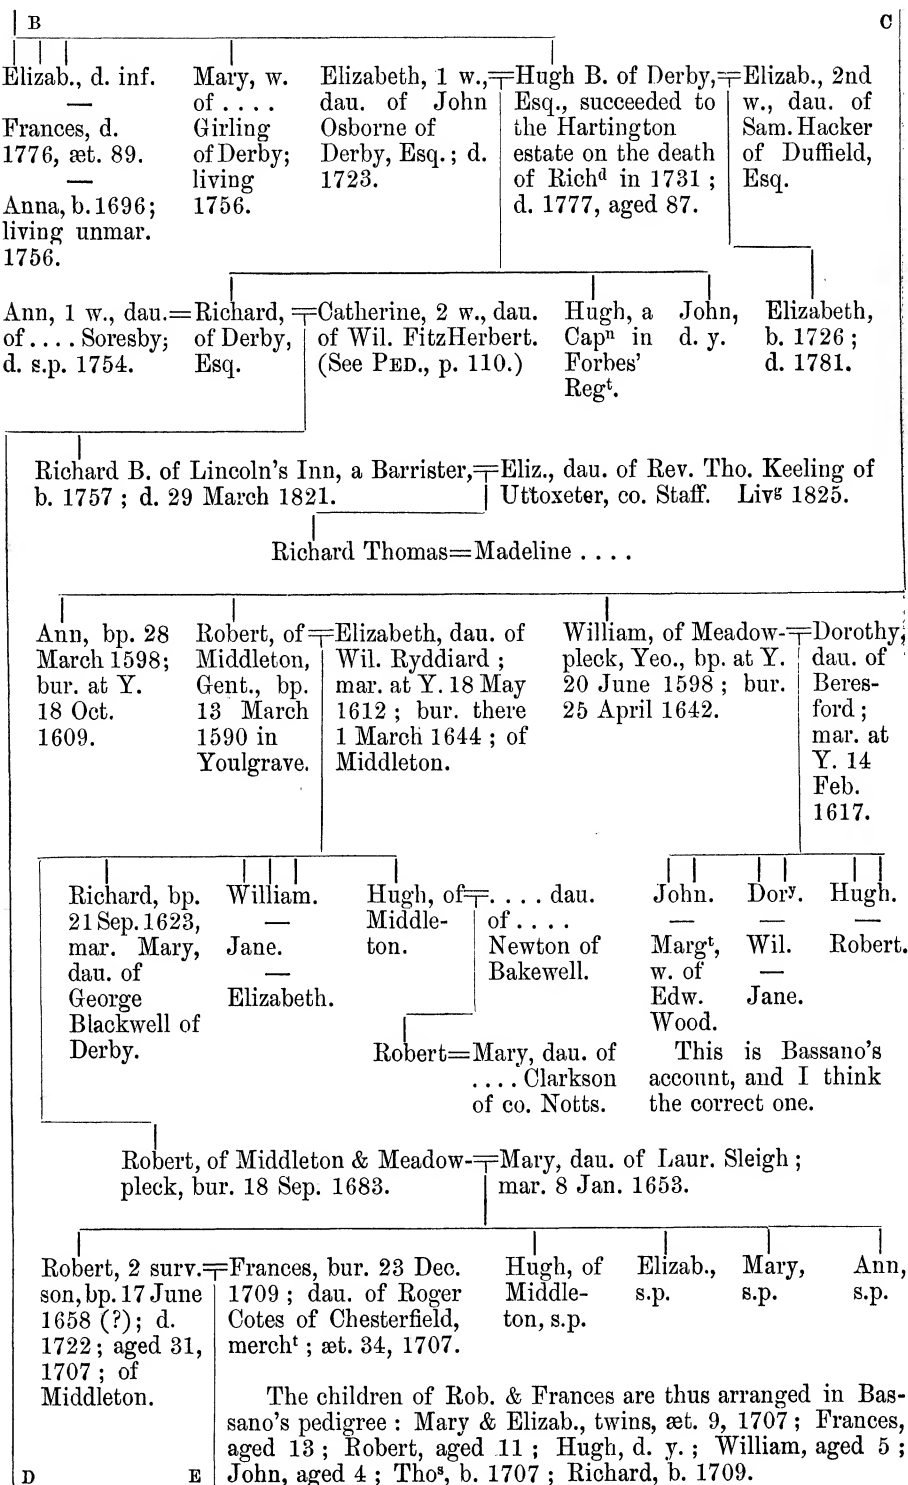 B
C
Elizab., d. inf.
—
Frances, d.
1776, æt. 89.
—
Anna, b. 1696;
living unmar.
1756.
Mary, w.
of . . . .
Girling
of Derby;
living
1756.
Elizabeth, 1 w.,=
dau. of John
Osborne of
Derby, Esq.; d.
1723.
Hugh B. of Derby,=
Esq., succeeded to
the Hartington
estate on the death
of Richᵈ in 1731;
d. 1777, aged 87.
Elizab., 2nd
w., dau. of
Sam. Hacker
of Duffield,
Esq.
Ann, 1 w., dau.=
of . . . . Soresby;
d. s.p. 1754.
Richard, =
of Derby,
Esq.
Catherine, 2 w., dau.
of Wil. FitzHerbert.
(See PED., p. 110.)
Hugh, a
Capⁿ in
Forbes'
Regᵗ.
John,
d. y.
Elizabeth,
b. 1726;
d. 1781.
Richard B. of Lincoln's Inn, a Barrister,=
b. 1757; d. 29 March 1821.
Eliz., dau. of Rev. Tho. Keeling of
Uttoxeter, co. Staff. Livᵍ 1825.
Richard Thomas=Madeline . . . .
Ann, bp. 28
March 1598;
bur. at Y.
18 Oct.
1609.
Robert, of=
Middleton,
Gent., bp.
13 March
1590 in
Youlgrave.
Elizabeth, dau. of
Wil. Ryddiard;
mar. at Y. 18 May
1612; bur. there
1 March 1644; of
Middleton.
William, of Meadow-=
pleck, Yeo., bp. at Y.
20 June 1598; bur.
25 April 1642.
Dorothy,
dau. of
Beres-
ford;
mar. at
Y. 14
Feb.
1617.
Richard, bp.
21 Sep. 1623,
mar. Mary,
dau. of
George
Blackwell of
Derby.
William.
—
Jane.
—
Elizabeth.
Hugh, of=
Middle-
ton.
. . . . dau.
of . . . .
Newton of
Bakewell.
John.
—
Margᵗ,
w. of
Edw.
Wood.
Dorʸ.
—
Wil.
—
Jane.
Hugh.
—
Robert.
Robert=Mary, dau. of
. . . . Clarkson
of co. Notts.
This is Bassano's
account, and I think
the correct one.
Robert, of Middleton & Meadow-=
pleck, bur. 18 Sep. 1683.
Mary, dau. of Laur. Sleigh;
mar. 8 Jan. 1653.
Robert, 2 surv.=
son, bp. 17 June
1658 (?); d.
1722; aged 31,
1707; of
Middleton.
Frances, bur. 23 Dec.
1709; dau. of Roger
Cotes of Chesterfield,
merchᵗ; æt. 34, 1707.
Hugh, of
Middle-
ton, s.p.
Elizab.,
s.p.
Mary,
s.p.
Ann,
s.p.
The children of Rob. & Frances are thus arranged in Bas-
sano's pedigree: Mary & Elizab., twins, æt. 9, 1707; Frances,
aged 13; Robert, aged 11; Hugh, d. y.; William, aged 5;
John, aged 4; Thoˢ, b. 1707; Richard, b. 1709.
D
E